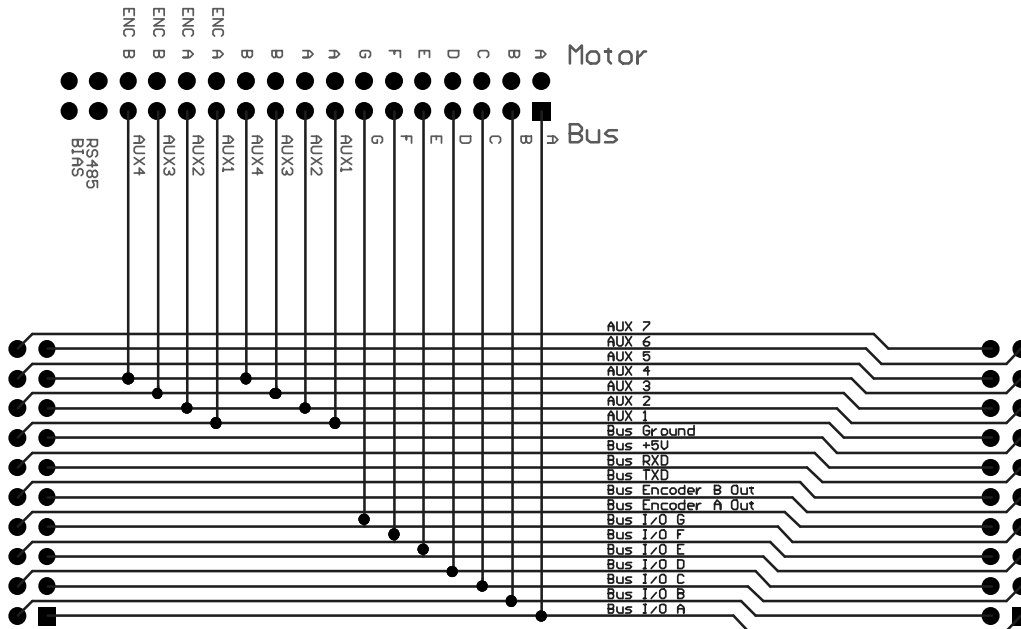 ENC B
ENC B
ENC A
ENC A
B
B
A
A
G
F
E
D
C
B
A
Motor
RS485
BIAS
AUX4
AUX3
AUX2
AUX1
AUX4
AUX3
AUX2
AUX1
G
F
E
D
C
B
A
Bus
AUX 7
AUX 6
AUX 5
AUX 4
AUX 3
AUX 2
AUX 1
Bus Ground
Bus +5V
Bus RXD
Bus TXD
Bus Encoder B Out
Bus Encoder A Out
Bus I/O G
Bus I/O F
Bus I/O E
Bus I/O D
Bus I/O C
Bus I/O B
Bus I/O A